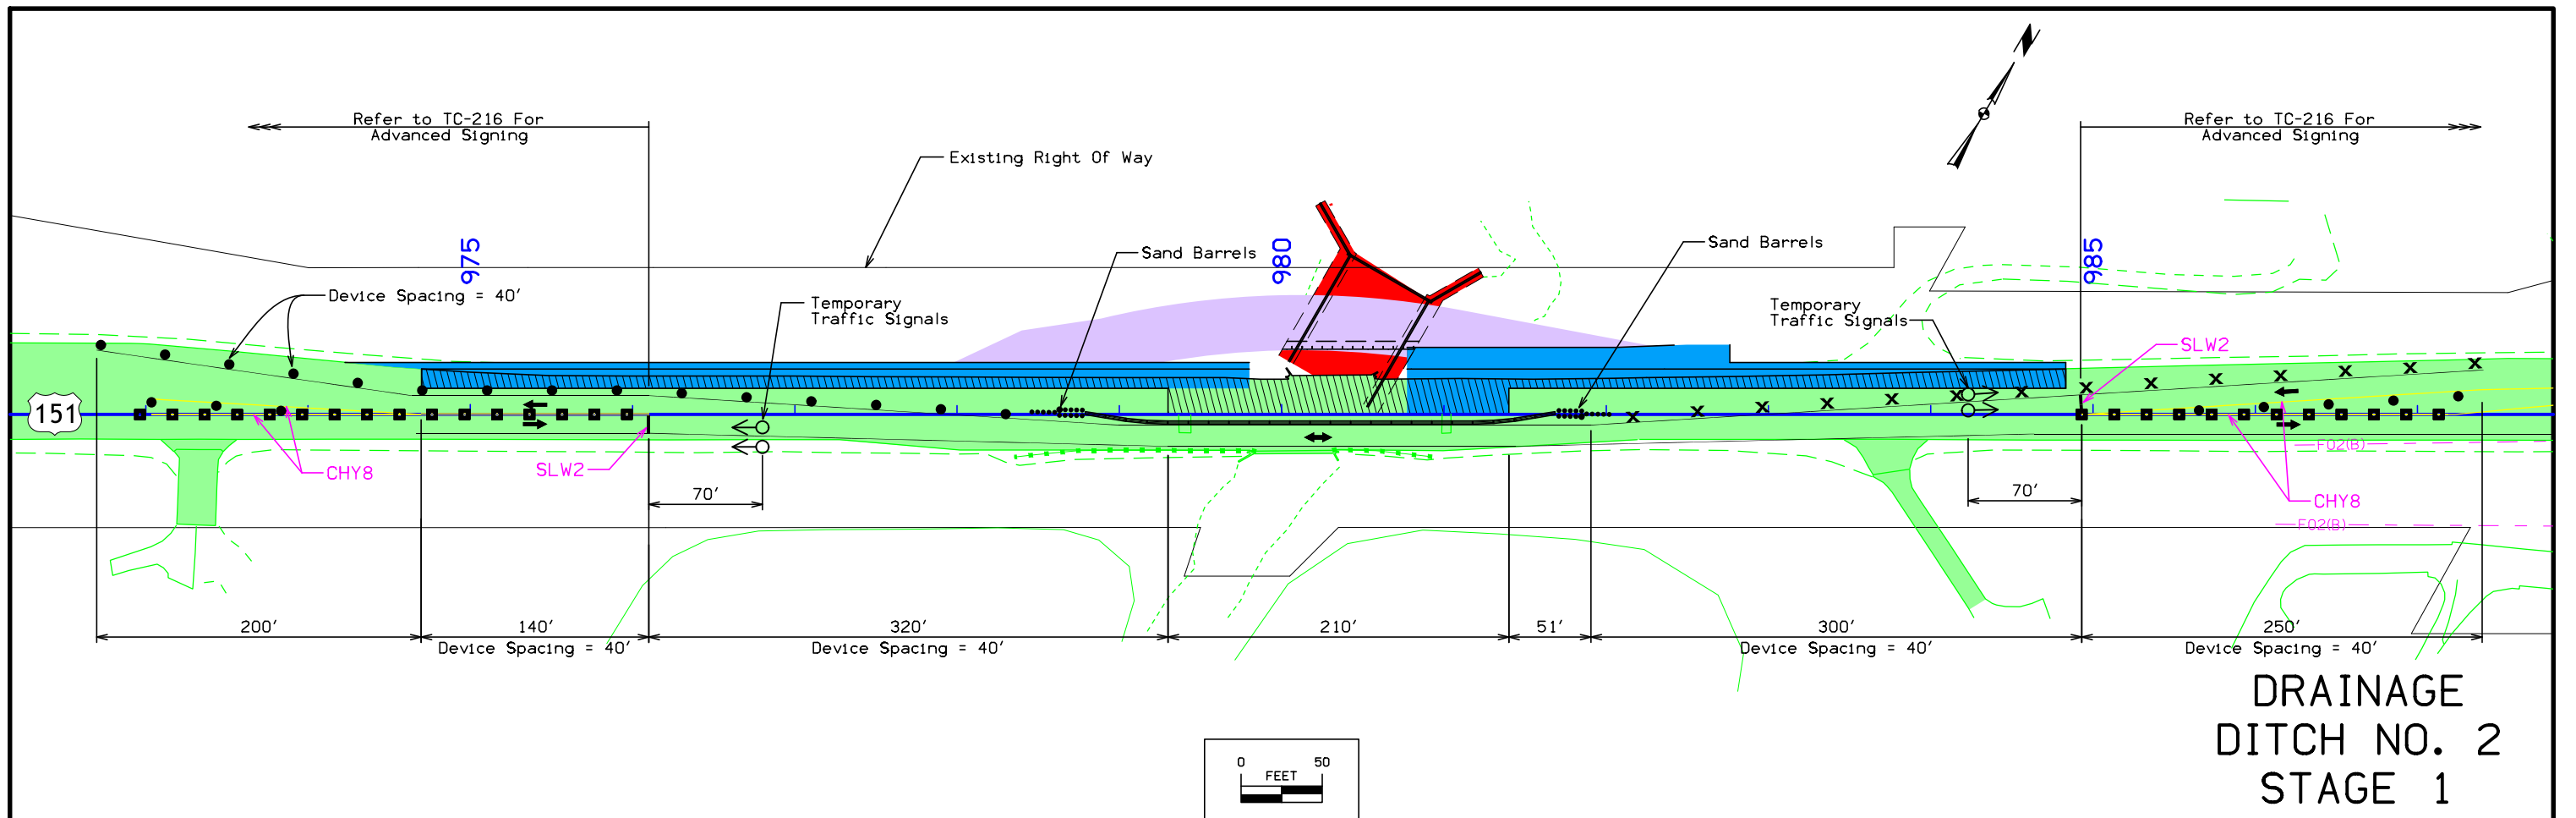 Refer to TC-216 For
Advanced Signing
Refer to TC-216 For
Advanced Signing
Existing Right Of Way
975
980
985
Sand Barrels
Sand Barrels
Device Spacing = 40'
Temporary
Traffic Signals
Temporary
Traffic Signals
SLW2
151
CHY8
SLW2
F02(B)
70'
70'
CHY8
F02(B)
200'
140'
320'
210'
51'
300'
250'
Device Spacing = 40'
Device Spacing = 40'
Device Spacing = 40'
Device Spacing = 40'
DRAINAGE
DITCH NO. 2
STAGE 1
0 50
FEET